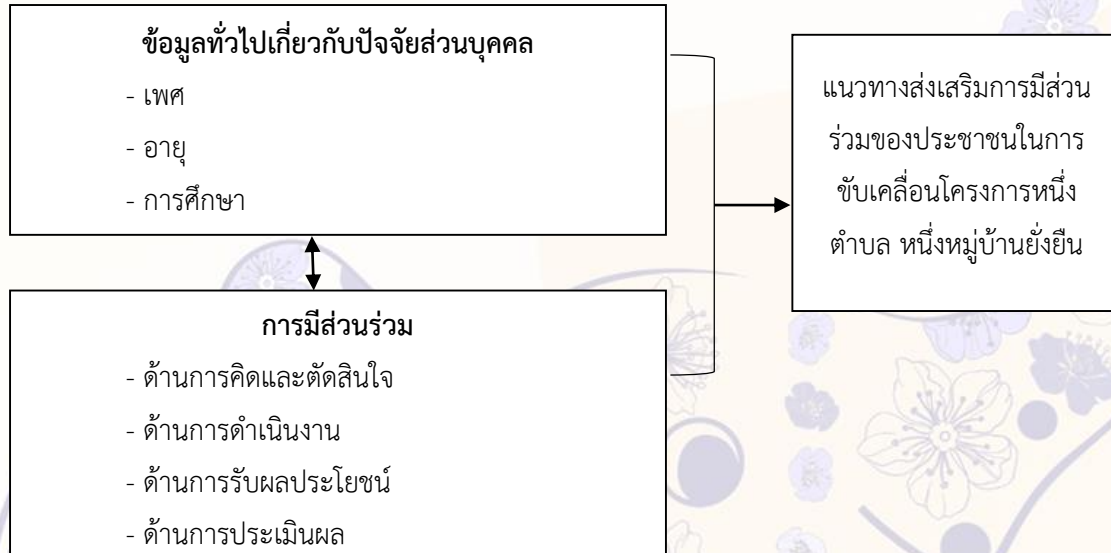 ข้อมูลทั่วไปเกี่ยวกับปัจจัยส่วนบุคคล
- เพศ
- อายุ
- การศึกษา
การมีส่วนร่วม
- ด้านการคิดและตัดสินใจ
- ด้านการดำเนินงาน
- ด้านการรับผลประโยชน์
- ด้านการประเมินผล
แนวทางส่งเสริมการมีส่วน
ร่วมของประชาชนในการ
ขับเคลื่อนโครงการหนึ่ง
ตำบล หนึ่งหมู่บ้านยั่งยืน